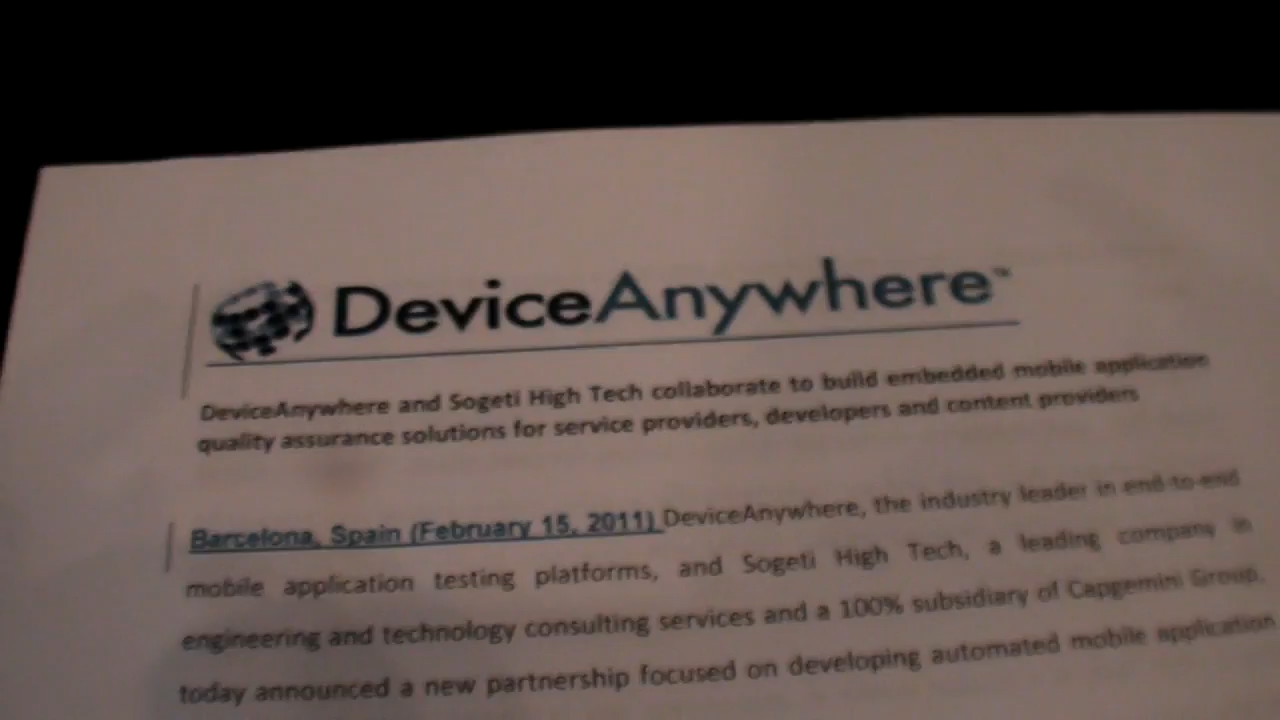 DeviceAnywhere™
DeviceAnywhere and Sogeti High Tech collaborate to build embedded mobile application
quality assurance solutions for service providers, developers and content providers
Barcelona, Spain (February 15, 2011) DeviceAnywhere, the industry leader in end-to-end
mobile application testing platforms, and Sogeti High Tech, a leading company in
engineering and technology consulting services and a 100% subsidiary of Capgemini Group,
today announced a new partnership focused on developing automated mobile application